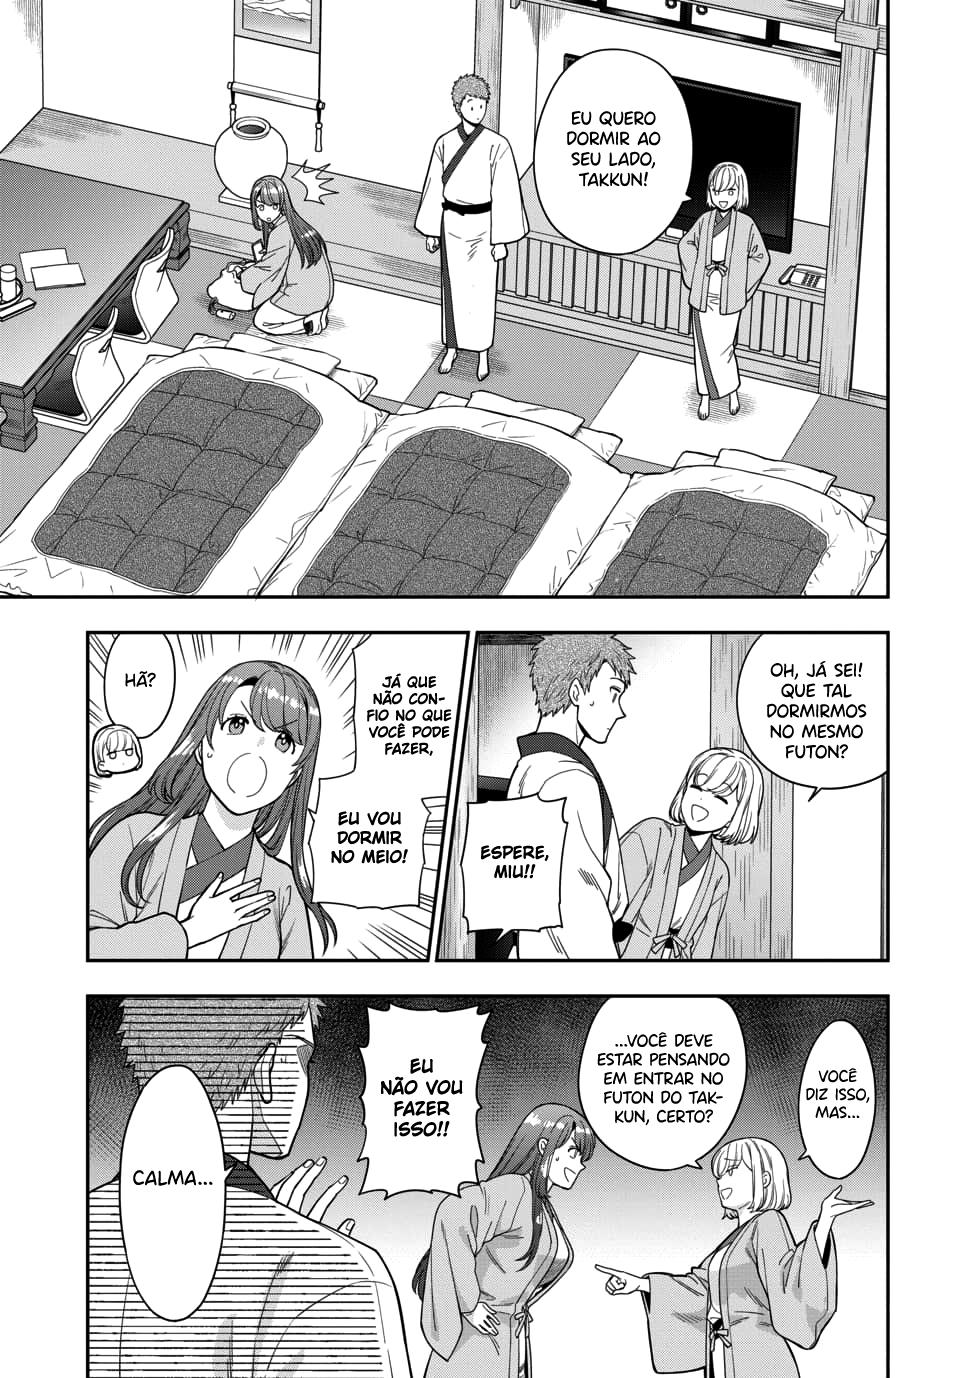 EU QUERO
DORMIR AO
SEU LADO,
TAKKUN!
OH, JÁ SEI!
QUE TAL
DORMIRMOS
NO MESMO
FUTON?
ESPERE,
MIU!!
JÁ QUE
NÃO CON-
FIO NO QUE
VOCÊ PODE
FAZER,
EU VOU
DORMIR
NO MEIO!
HÃ?
VOCÊ
DIZ ISSO,
MAS...
...VOCÊ DEVE
ESTAR PENSANDO
EM ENTRAR NO
FUTON DO TAK-
KUN, CERTO?
EU
NÃO VOU
FAZER
ISSO!!
CALMA...